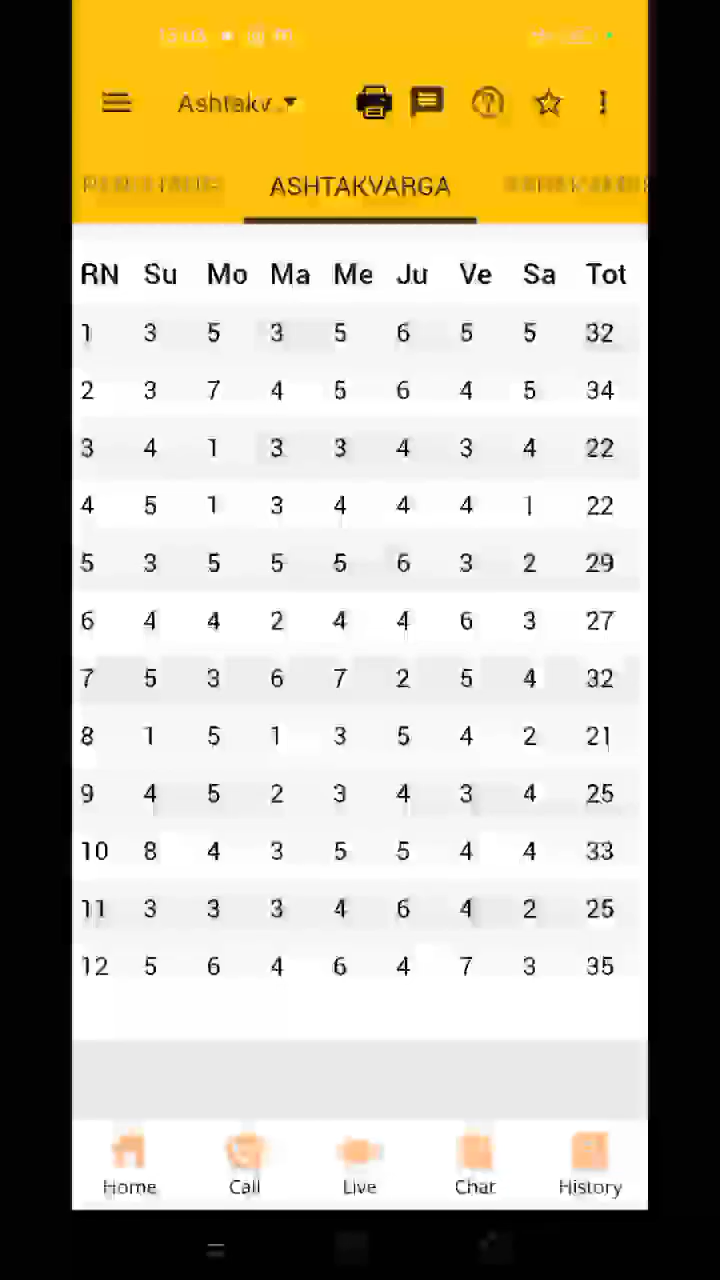 Ashtakv..
ASHTAKVARGA
RN Su Mo Ma Me Ju Ve Sa Tot
1 3 5 3 5 6 5 5 32
2 3 7 4 5 6 4 5 34
3 4 1 3 3 4 3 4 22
4 5 1 3 4 4 4 1 22
5 3 5 5 5 6 3 2 29
6 4 4 2 4 4 6 3 27
7 5 3 6 7 2 5 4 32
8 1 5 1 3 5 4 2 21
9 4 5 2 3 4 3 4 25
10 8 4 3 5 5 4 4 33
11 3 3 3 4 6 4 2 25
12 5 6 4 6 4 7 3 35
Home Call Live Chat History